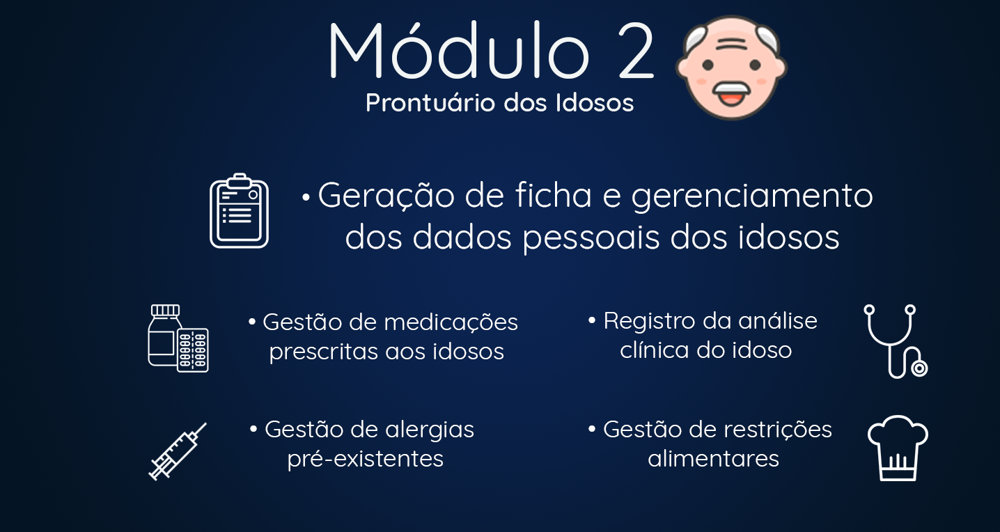 Módulo 2
Prontuário dos Idosos
• Geração de ficha e gerenciamento
dos dados pessoais dos idosos
• Gestão de medicações
prescritas aos idosos
• Registro da análise
clínica do idoso
• Gestão de alergias
pré-existentes
• Gestão de restrições
alimentares